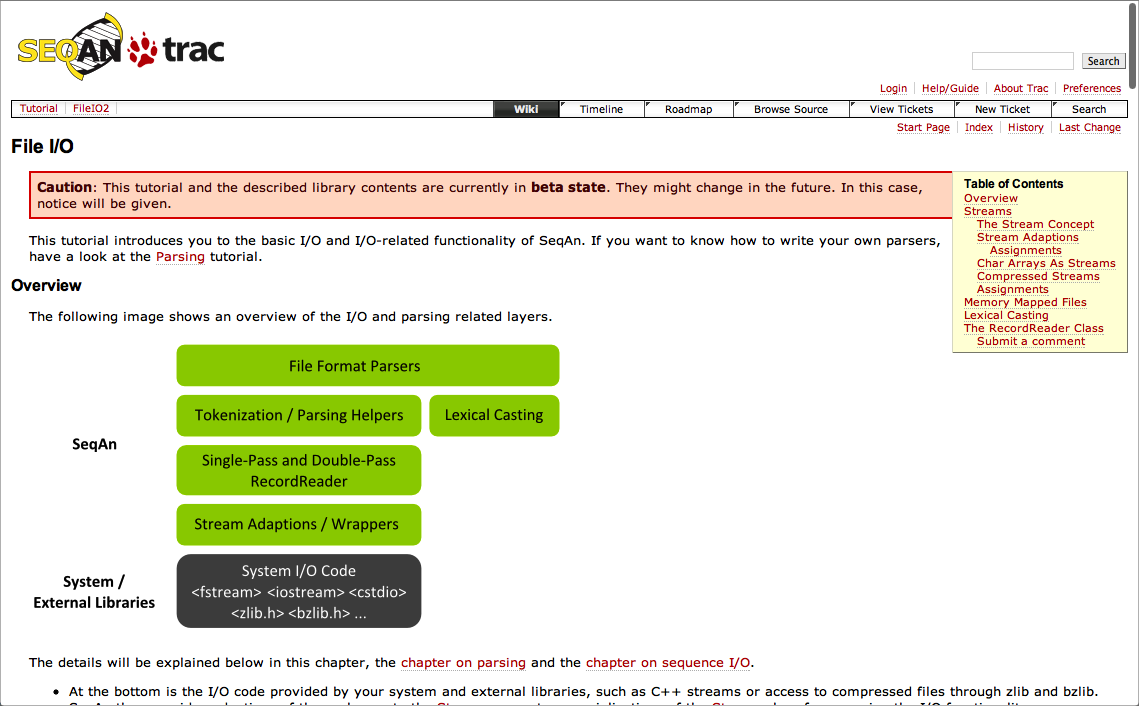 SEQAN trac
Search
Login Help/Guide About Trac Preferences
Tutorial FileIO2 Wiki Timeline Roadmap Browse Source View Tickets New Ticket Search
Start Page Index History Last Change
File I/O
Caution: This tutorial and the described library contents are currently in beta state. They might change in the future. In this case,
notice will be given.
Table of Contents
Overview
Streams
The Stream Concept
Stream Adaptions
Assignments
Char Arrays As Streams
Compressed Streams
Assignments
Memory Mapped Files
Lexical Casting
The RecordReader Class
Submit a comment
This tutorial introduces you to the basic I/O and I/O-related functionality of SeqAn. If you want to know how to write your own parsers,
have a look at the Parsing tutorial.
Overview
The following image shows an overview of the I/O and parsing related layers.
File Format Parsers
Tokenization / Parsing Helpers Lexical Casting
SeqAn
Single-Pass and Double-Pass
RecordReader
Stream Adaptions / Wrappers
System /
External Libraries
System I/O Code
<fstream> <iostream> <cstdio>
<zlib.h> <bzlib.h> ...
The details will be explained below in this chapter, the chapter on parsing and the chapter on sequence I/O.
• At the bottom is the I/O code provided by your system and external libraries, such as C++ streams or access to compressed files through zlib and bzlib.